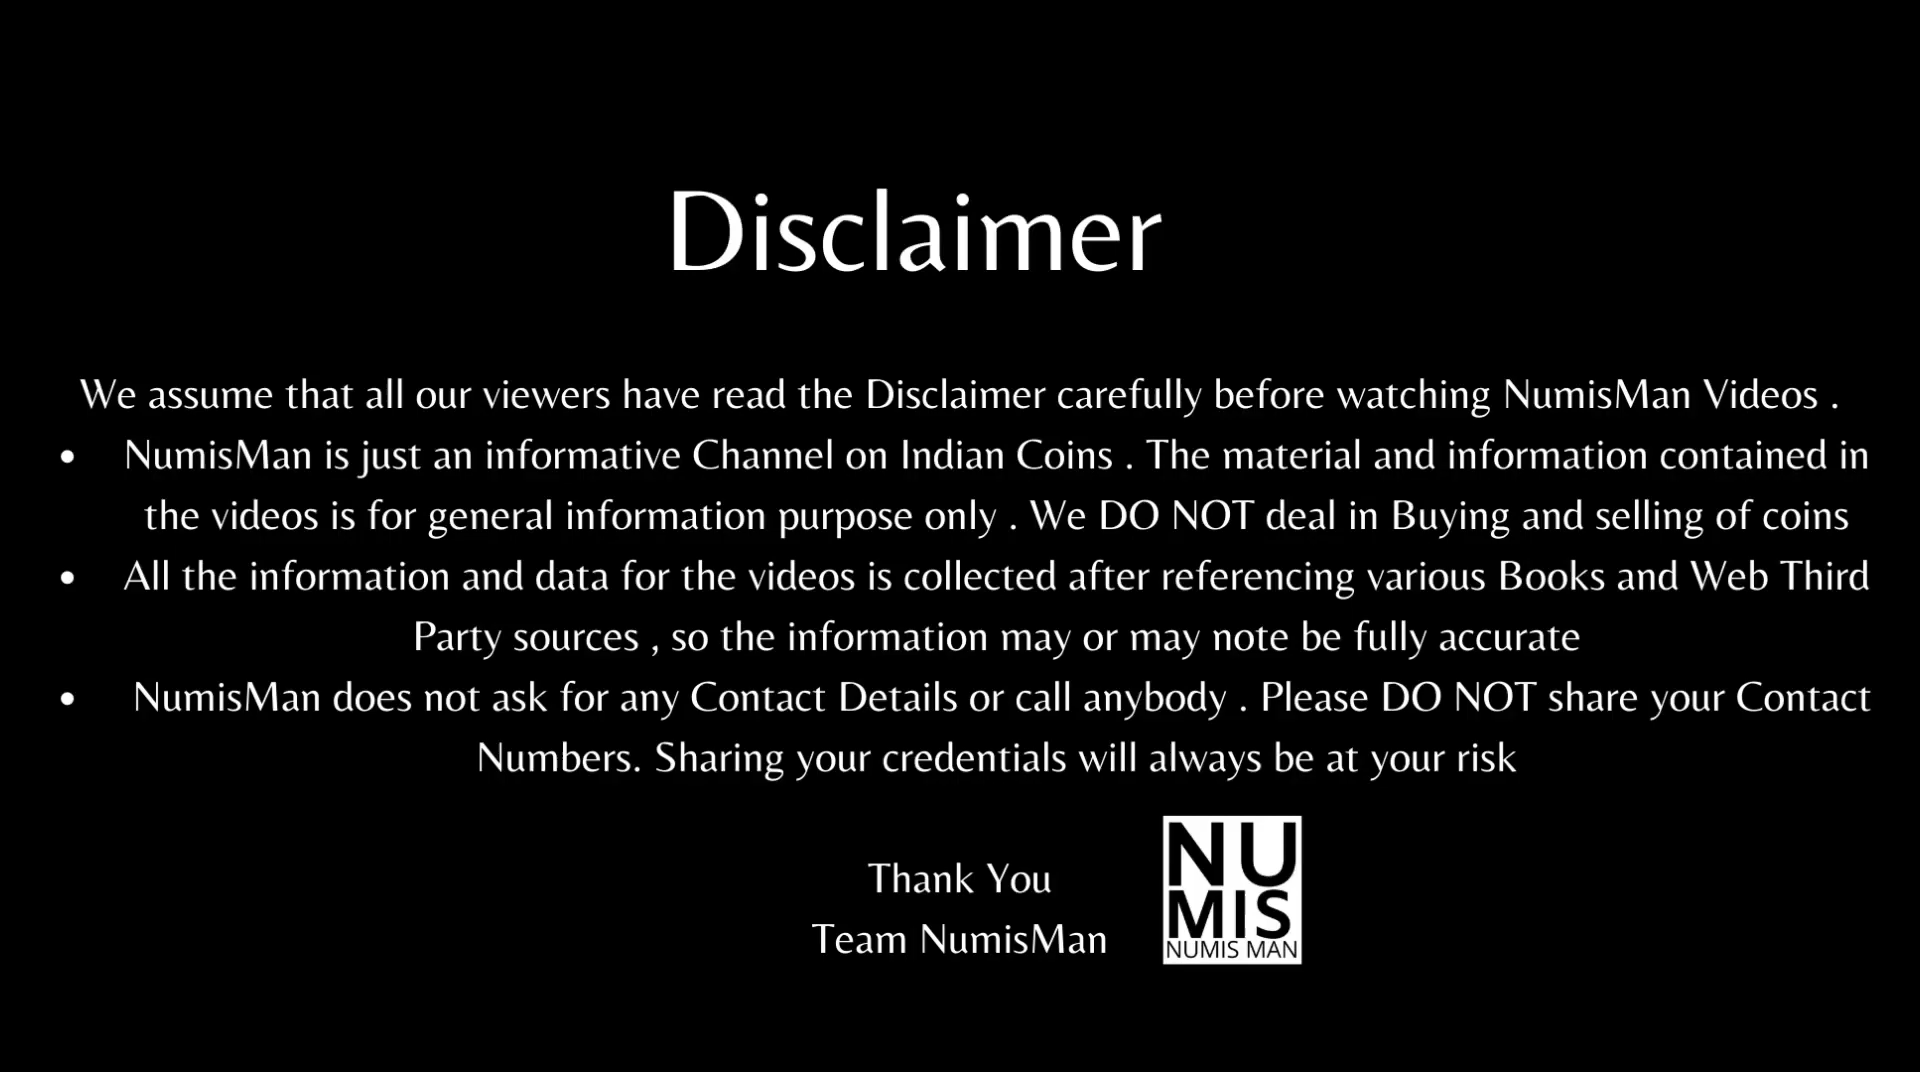 Disclaimer
We assume that all our viewers have read the Disclaimer carefully before watching NumisMan Videos .
• NumisMan is just an informative Channel on Indian Coins . The material and information contained in
the videos is for general information purpose only . We DO NOT deal in Buying and selling of coins
• All the information and data for the videos is collected after referencing various Books and Web Third
Party sources , so the information may or may note be fully accurate
• NumisMan does not ask for any Contact Details or call anybody . Please DO NOT share your Contact
Numbers. Sharing your credentials will always be at your risk
Thank You
Team NumisMan
NU
MIS
NUMIS MAN